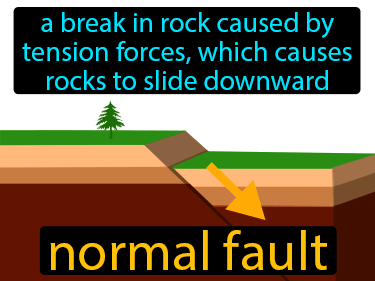 a break in rock caused by
tension forces, which causes
rocks to slide downward
normal fault